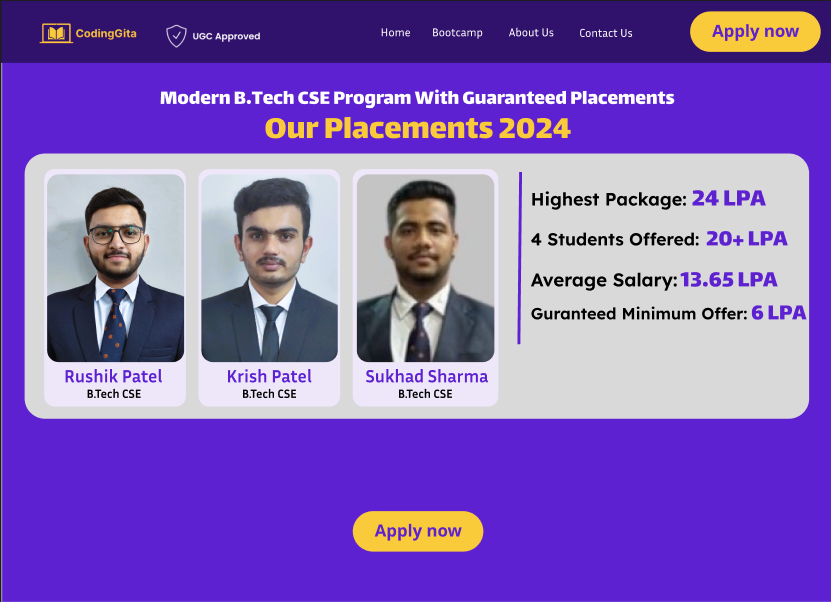 CodingGita
UGC Approved
Home
Bootcamp
About Us
Contact Us
Apply now
Modern B.Tech CSE Program With Guaranteed Placements
Our Placements 2024
Rushik Patel
B.Tech CSE
Krish Patel
B.Tech CSE
Sukhad Sharma
B.Tech CSE
Highest Package: 24 LPA
4 Students Offered: 20+ LPA
Average Salary: 13.65 LPA
Guranteed Minimum Offer: 6 LPA
Apply now